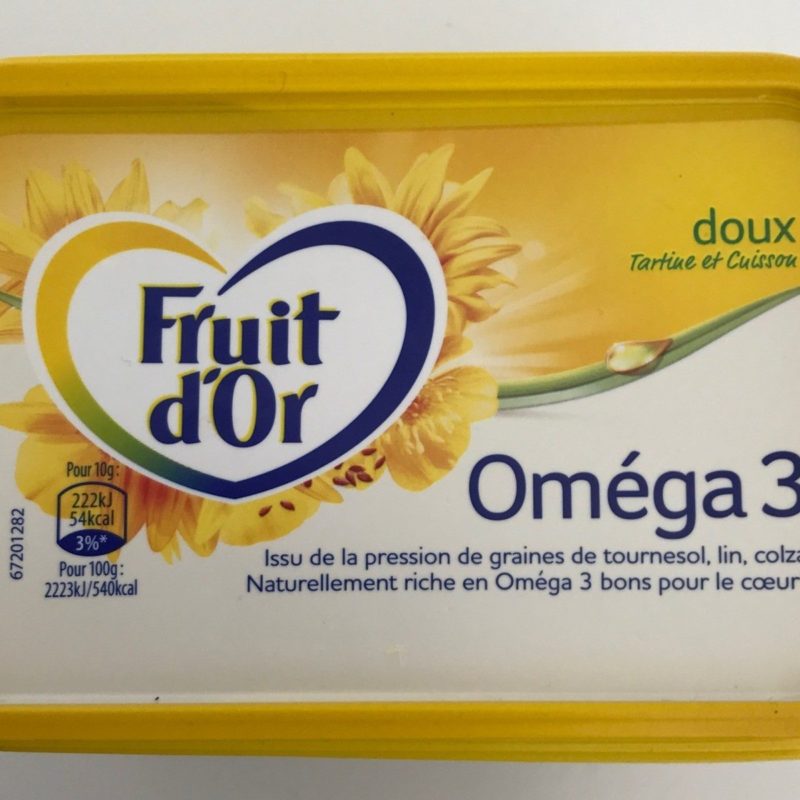 doux
Tartine et Cuisson
Fruit
d'Or
Oméga 3
Pour 10g :
222kJ
54kcal
3%*
Pour 100g :
2223kJ/540kcal
67201282
Issu de la pression de graines de tournesol, lin, colza
Naturellement riche en Oméga 3 bons pour le cœur